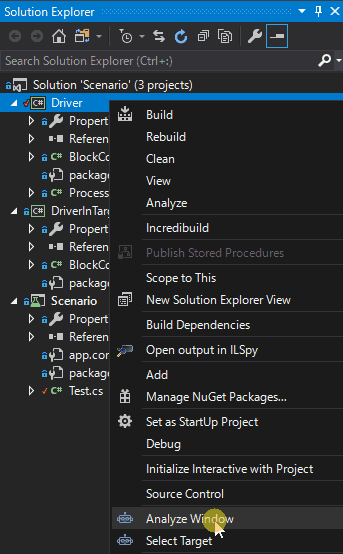 Solution Explorer
Search Solution Explorer (Ctrl+:)
Solution 'Scenario' (3 projects)
C# Driver
Propert
Referen
C# BlockCo
package
C# Process
C# DriverInTarg
Propert
Referen
C# BlockCo
package
Scenario
Propert
Referen
app.con
package
C# Test.cs
Build
Rebuild
Clean
View
Analyze
Incredibuild
Publish Stored Procedures
Scope to This
New Solution Explorer View
Build Dependencies
Open output in ILSpy
Add
Manage NuGet Packages...
Set as StartUp Project
Debug
Initialize Interactive with Project
Source Control
Analyze Window
Select Target